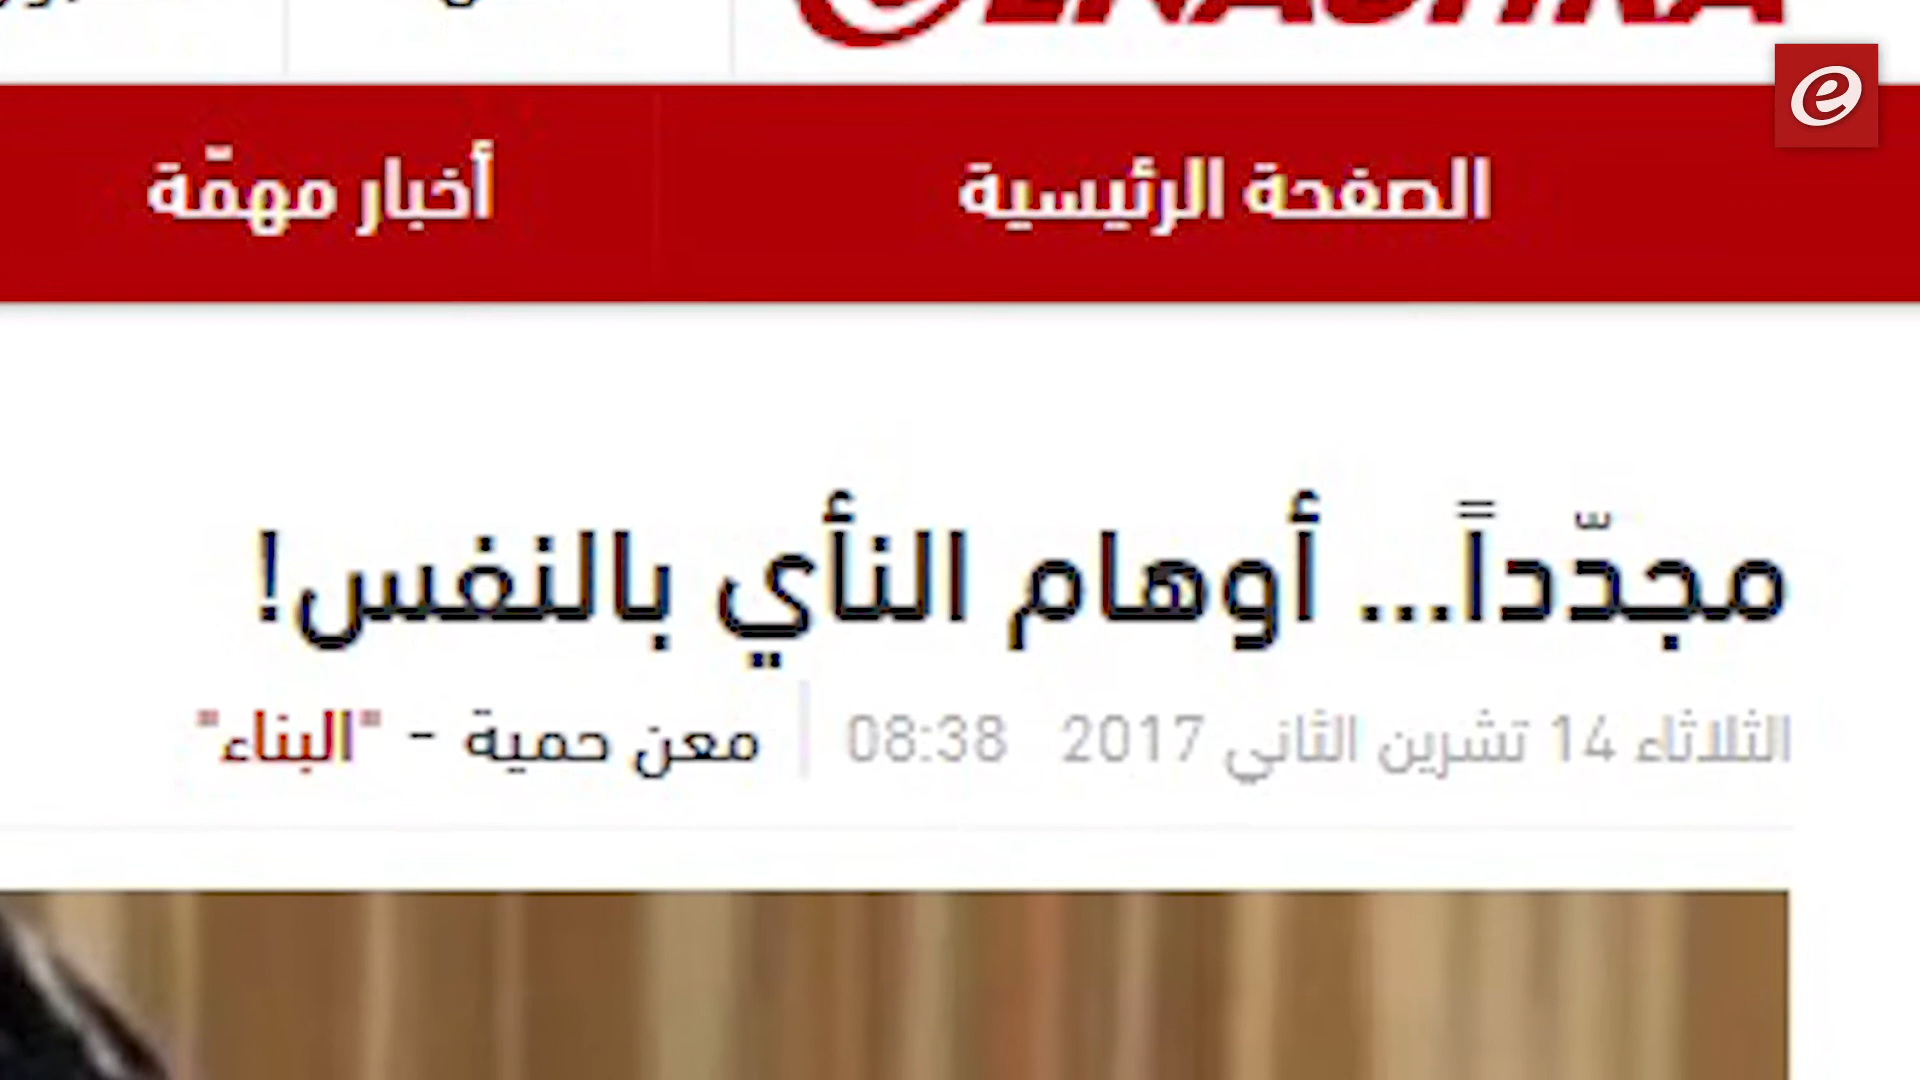 ELNASHRA
e
الصفحة الرئيسية
أخبار مهمّة
مجدّداً... أوهام النأي بالنفس!
الثلاثاء 14 تشرين الثاني 2017 08:38
معن حمية - "البناء"